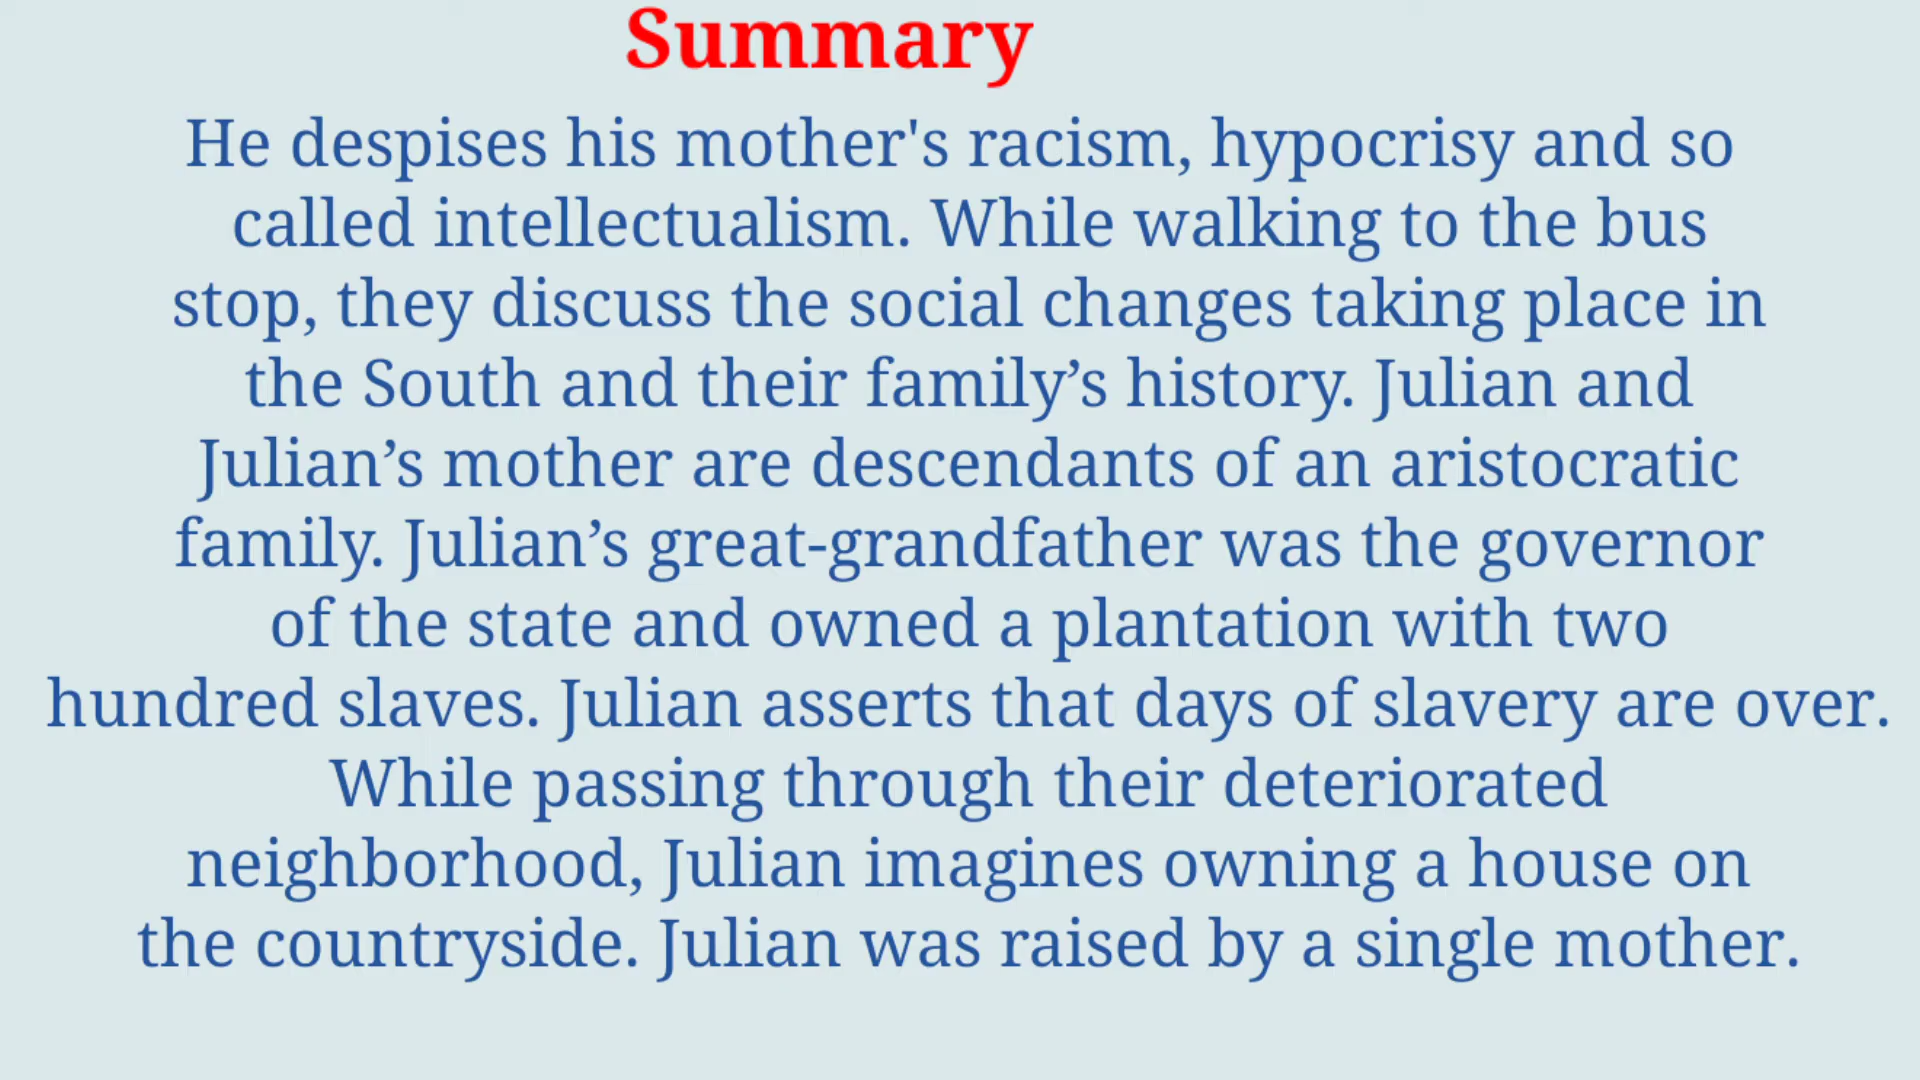 Summary
He despises his mother's racism, hypocrisy and so
called intellectualism. While walking to the bus
stop, they discuss the social changes taking place in
the South and their family’s history. Julian and
Julian’s mother are descendants of an aristocratic
family. Julian’s great-grandfather was the governor
of the state and owned a plantation with two
hundred slaves. Julian asserts that days of slavery are over.
While passing through their deteriorated
neighborhood, Julian imagines owning a house on
the countryside. Julian was raised by a single mother.